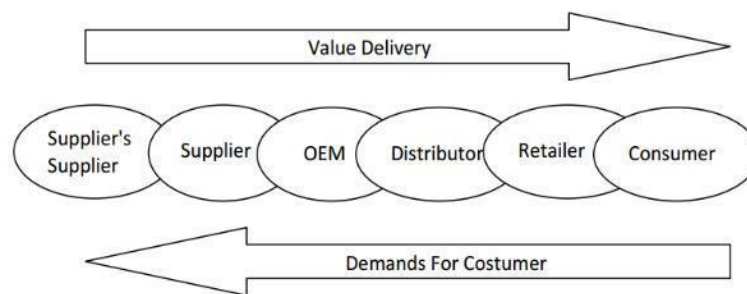 Value Delivery
Supplier's
Supplier
Supplier
OEM
Distributor
Retailer
Consumer
Demands For Costumer